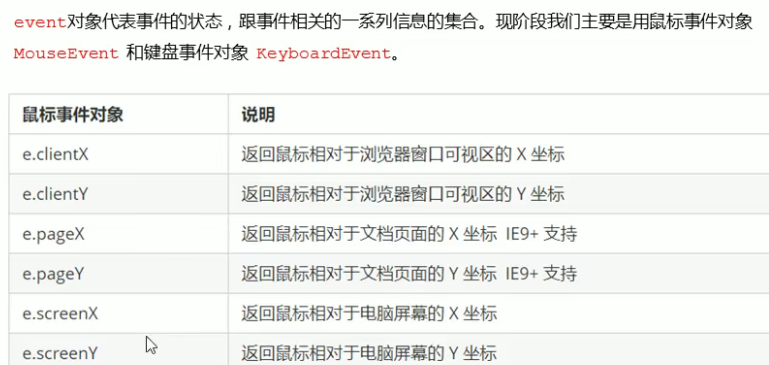 event对象代表事件的状态，跟事件相关的一系列信息的集合。现阶段我们主要是用鼠标事件对象
MouseEvent 和键盘事件对象 KeyboardEvent。
鼠标事件对象 说明
e.clientX 返回鼠标相对于浏览器窗口可视区的 X 坐标
e.clientY 返回鼠标相对于浏览器窗口可视区的 Y 坐标
e.pageX 返回鼠标相对于文档页面的 X 坐标 IE9+ 支持
e.pageY 返回鼠标相对于文档页面的 Y 坐标 IE9+ 支持
e.screenX 返回鼠标相对于电脑屏幕的 X 坐标
e.screenY 返回鼠标相对于电脑屏幕的 Y 坐标